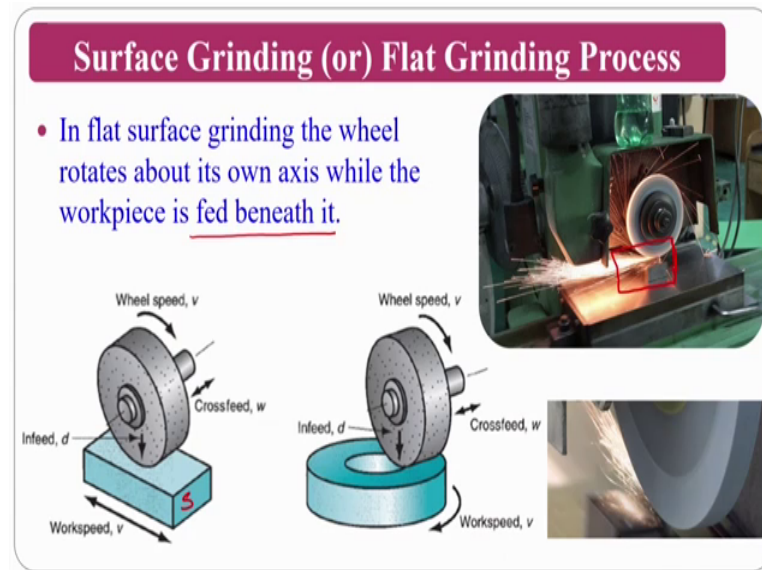 Surface Grinding (or) Flat Grinding Process
• In flat surface grinding the wheel
rotates about its own axis while the
workpiece is fed beneath it.
Wheel speed, v
Crossfeed, w
Infeed, d
S
Workspeed, v
Wheel speed, v
Infeed, d
Crossfeed, w
Workspeed, v